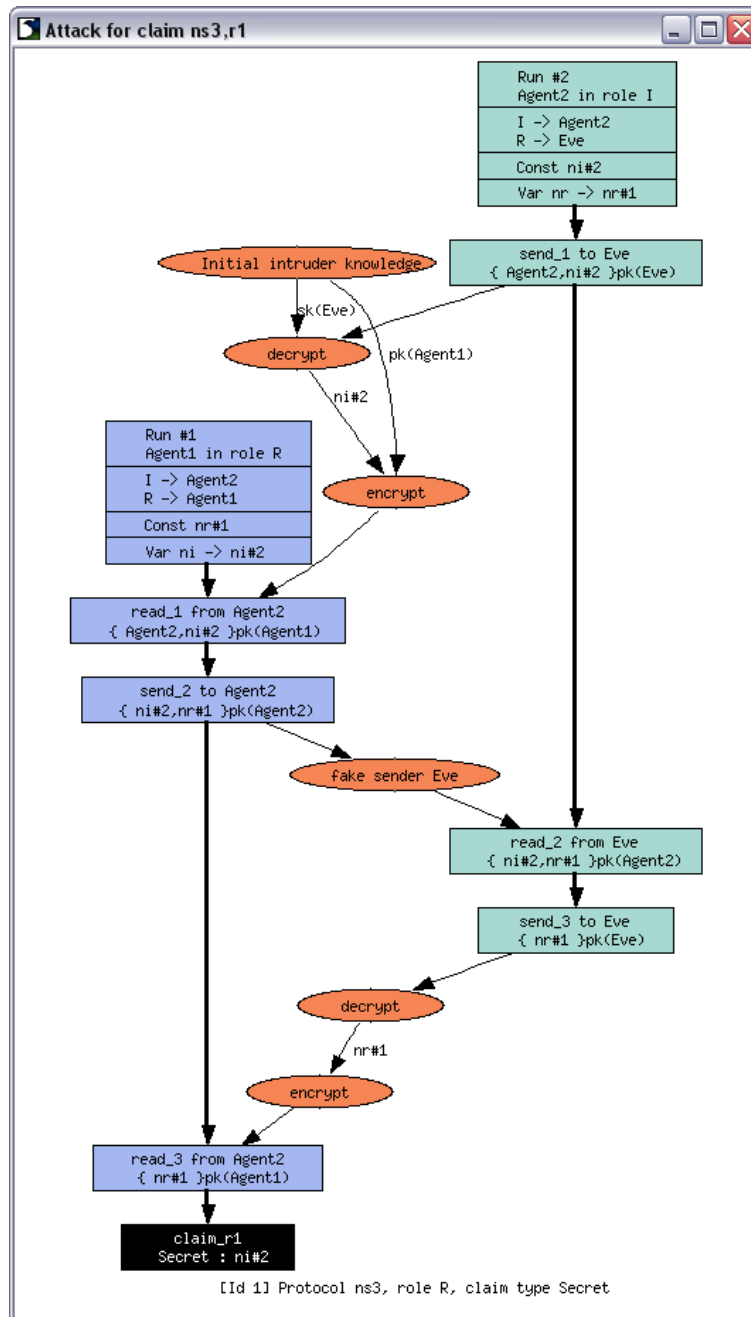 Attack for claim ns3,r1
Run #2
Agent2 in role I
I -> Agent2
R -> Eve
Const ni#2
Var nr -> nr#1
send_1 to Eve
{ Agent2,ni#2 }pk(Eve)
Initial intruder knowledge
sk(Eve)
decrypt
pk(Agent1)
ni#2
Run #1
Agent1 in role R
I -> Agent2
R -> Agent1
Const nr#1
Var ni -> ni#2
encrypt
read_1 from Agent2
{ Agent2,ni#2 }pk(Agent1)
send_2 to Agent2
{ ni#2,nr#1 }pk(Agent2)
fake sender Eve
read_2 from Eve
{ ni#2,nr#1 }pk(Agent2)
send_3 to Eve
{ nr#1 }pk(Eve)
decrypt
nr#1
encrypt
read_3 from Agent2
{ nr#1 }pk(Agent1)
claim_r1
Secret : ni#2
[Id 1] Protocol ns3, role R, claim type Secret